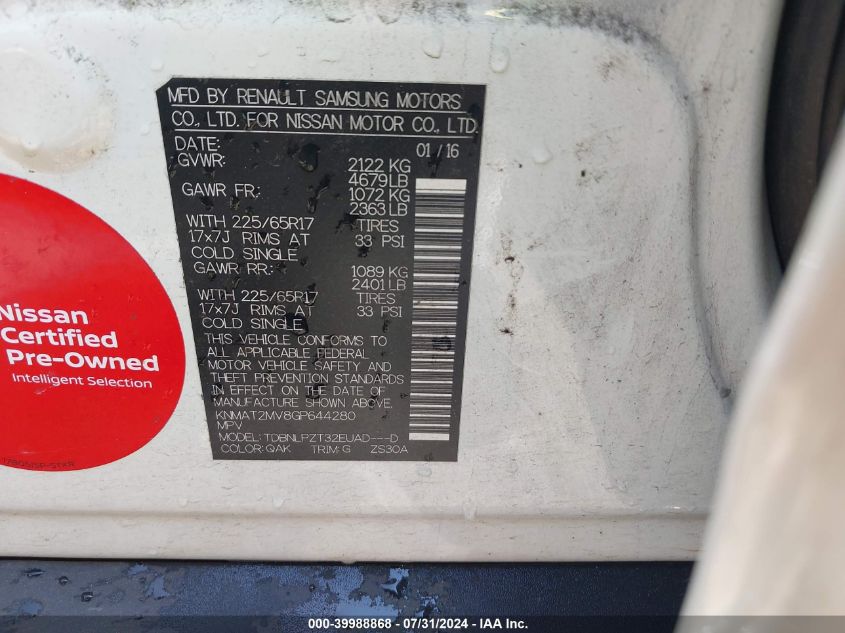 MFD BY RENAULT SAMSUNG MOTORS
CO., LTD. FOR NISSAN MOTOR CO., LTD.
DATE: 01/16
GVWR: 2122 KG
4679LB
GAWR FR: 1072 KG
2363 LB
WITH 225/65R17 TIRES
17x7J RIMS AT 33 PSI
COLD SINGLE
GAWR RR: 1089 KG
2401 LB
WITH 225/65R17 TIRES
17x7J RIMS AT 33 PSI
COLD SINGLE
THIS VEHICLE CONFORMS TO
ALL APPLICABLE FEDERAL
MOTOR VEHICLE SAFETY AND
THEFT PREVENTION STANDARDS
IN EFFECT ON THE DATE OF
MANUFACTURE SHOWN ABOVE.
KNMAT2MV8GP644280
MPV
MODEL: TDBNLPZT32EUAD---D
COLOR: QAK TRIM: G ZS30A
Nissan
Certified
Pre-Owned
Intelligent Selection
000-39988868 - 07/31/2024 - IAA Inc.